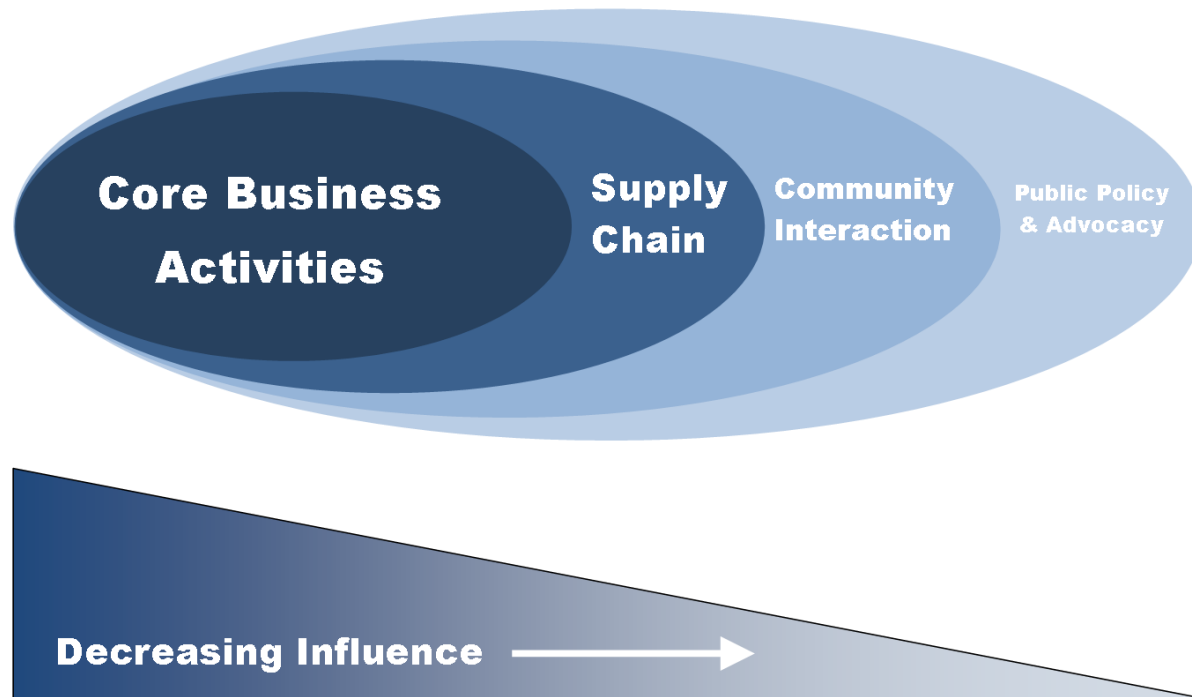 Core Business
Activities
Supply
Chain
Community
Interaction
Public Policy
& Advocacy
Decreasing Influence